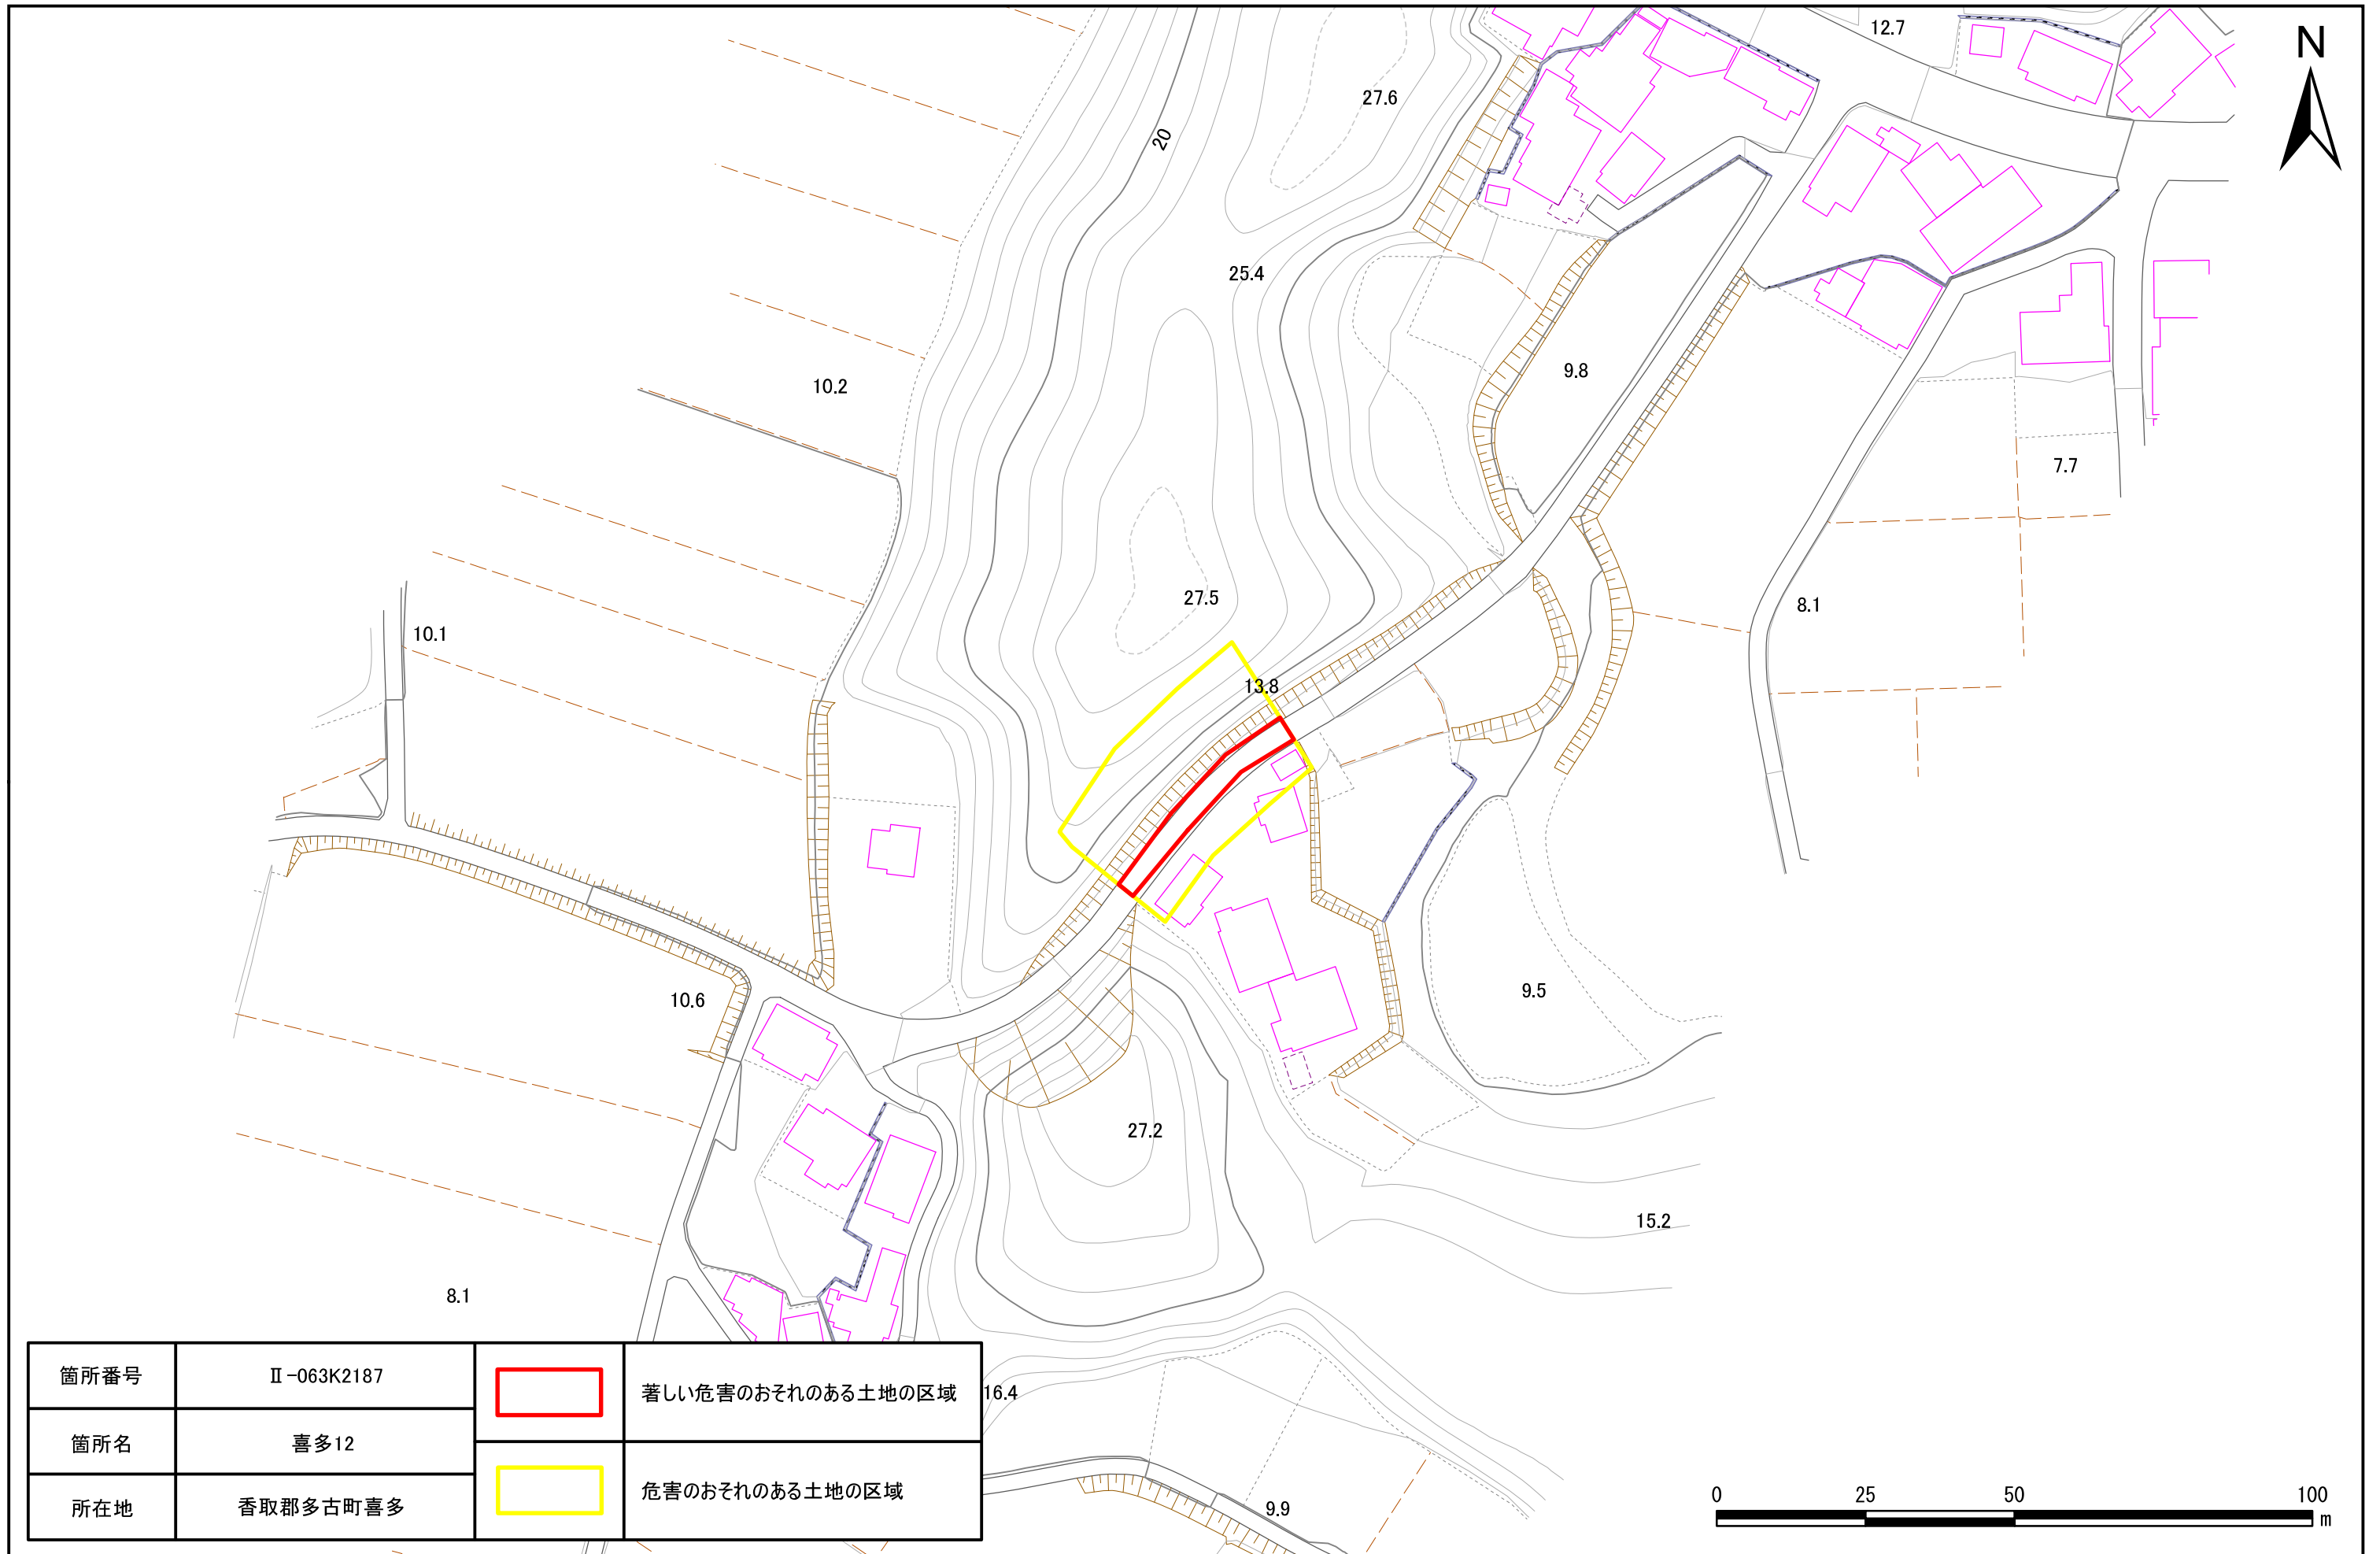 12.7
N
27.6
20
25.4
9.8
10.2
7.7
27.5
8.1
10.1
13.8
10.6
9.5
27.2
15.2
8.1
16.4
9.9
箇所番号 Ⅱ-063K2187
箇所名 喜多12
所在地 香取郡多古町喜多
著しい危害のおそれのある土地の区域
危害のおそれのある土地の区域
0 25 50 100
m